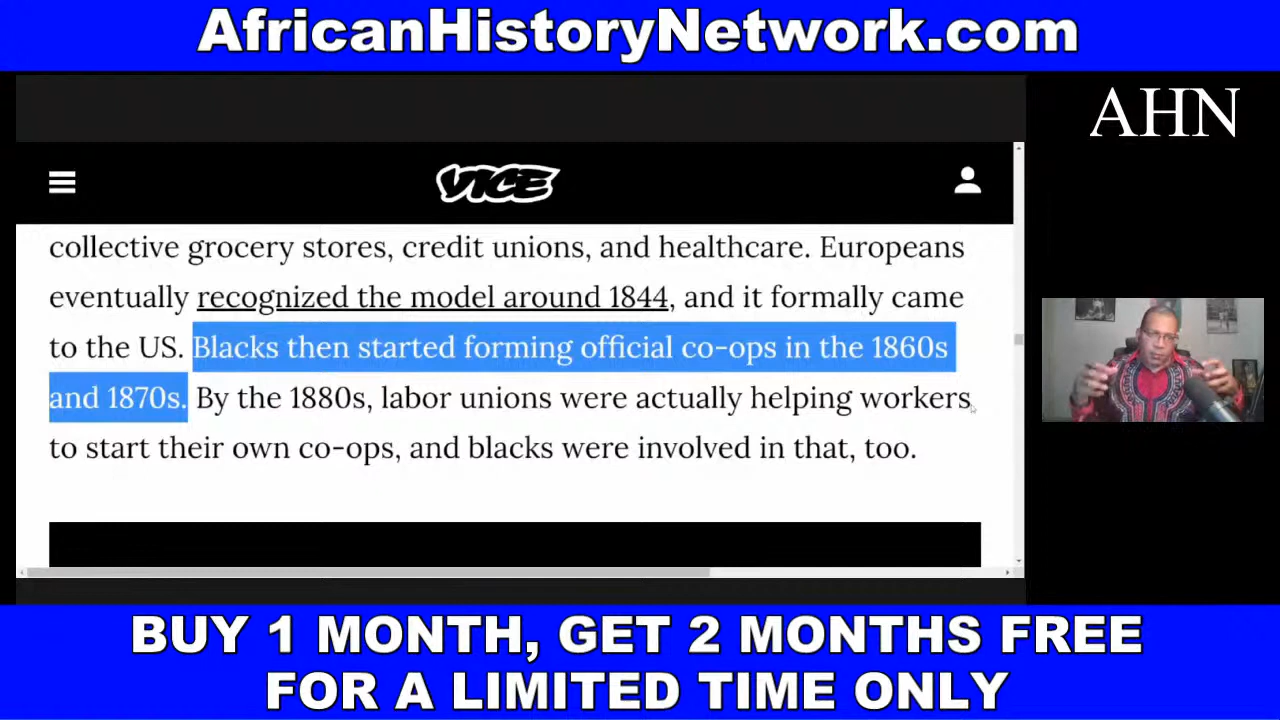 AfricanHistoryNetwork.com
AHN
VICE
collective grocery stores, credit unions, and healthcare. Europeans
eventually recognized the model around 1844, and it formally came
to the US. Blacks then started forming official co-ops in the 1860s
and 1870s. By the 1880s, labor unions were actually helping workers
to start their own co-ops, and blacks were involved in that, too.
BUY 1 MONTH, GET 2 MONTHS FREE
FOR A LIMITED TIME ONLY